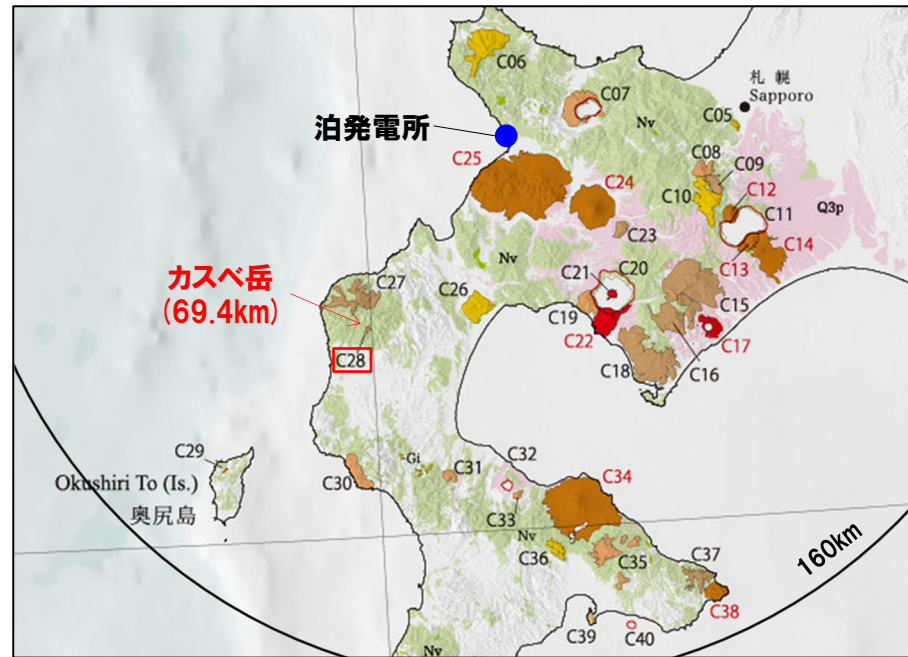 C06
C07
札幌
Sapporo
C05
泊発電所
Nv
C25
C08
C09
C24
C10
C12
C11
Q3p
C23
C14
C13
Nv
C21
C20
C27
カスベ岳
(69.4km)
C26
C15
C19
C22
C17
C28
C18
C16
C29
C32
Okushiri To (Is.)
奥尻島
Gi
C31
C34
C30
C33
Nv
C36
C35
C37
160km
C38
C39
C40
Nv